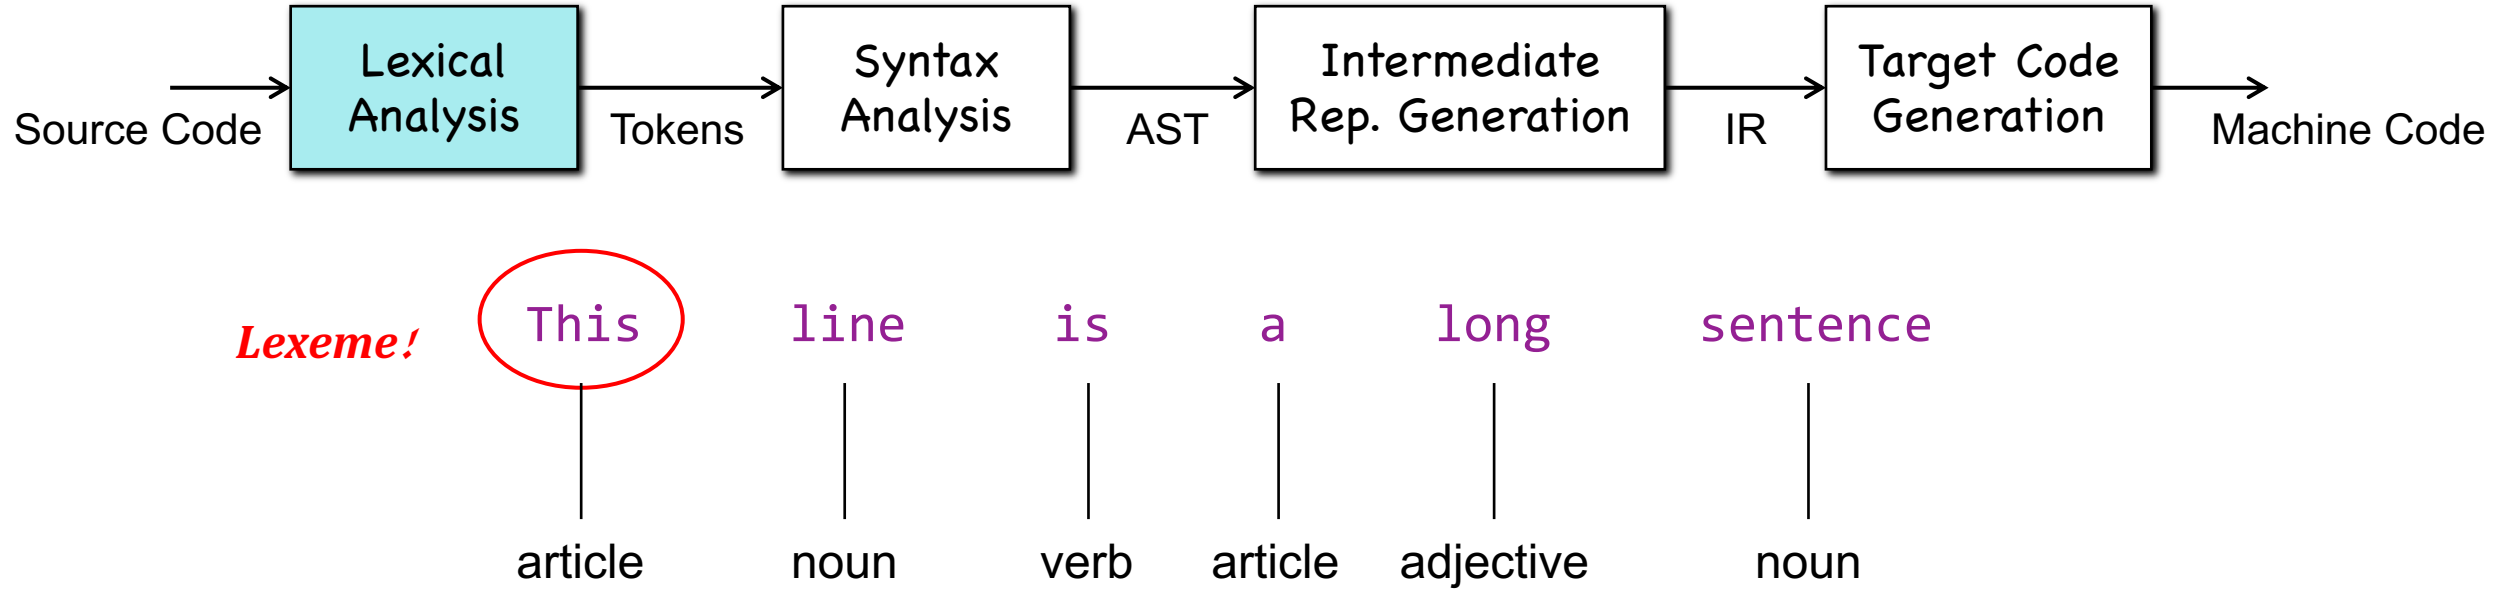 Lexical
Analysis
Syntax
Analysis
Intermediate
Rep. Generation
Target Code
Generation
Source Code
Tokens
AST
IR
Machine Code
Lexeme!
This line is a long sentence
article noun verb article adjective noun